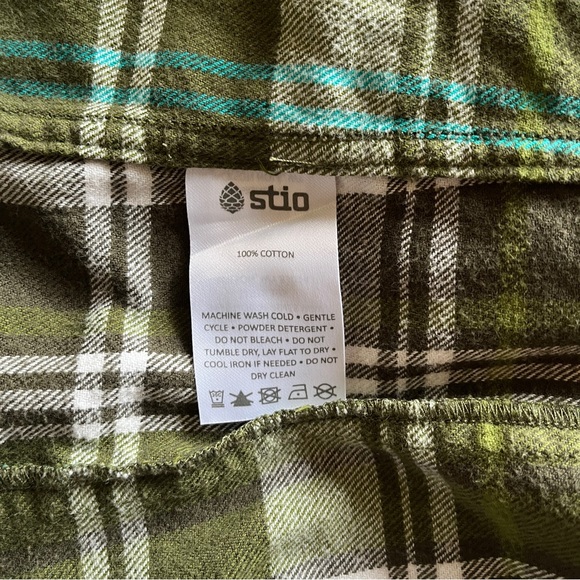 stio
100% COTTON
MACHINE WASH COLD • GENTLE
CYCLE • POWDER DETERGENT •
DO NOT BLEACH • DO NOT
TUMBLE DRY, LAY FLAT TO DRY •
COOL IRON IF NEEDED • DO NOT
DRY CLEAN